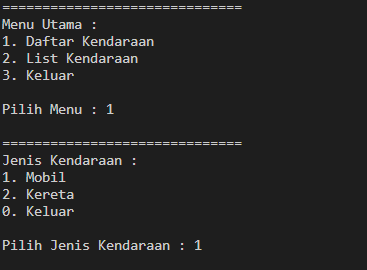 ==============================
Menu Utama :
1. Daftar Kendaraan
2. List Kendaraan
3. Keluar
Pilih Menu : 1
==============================
Jenis Kendaraan :
1. Mobil
2. Kereta
0. Keluar
Pilih Jenis Kendaraan : 1